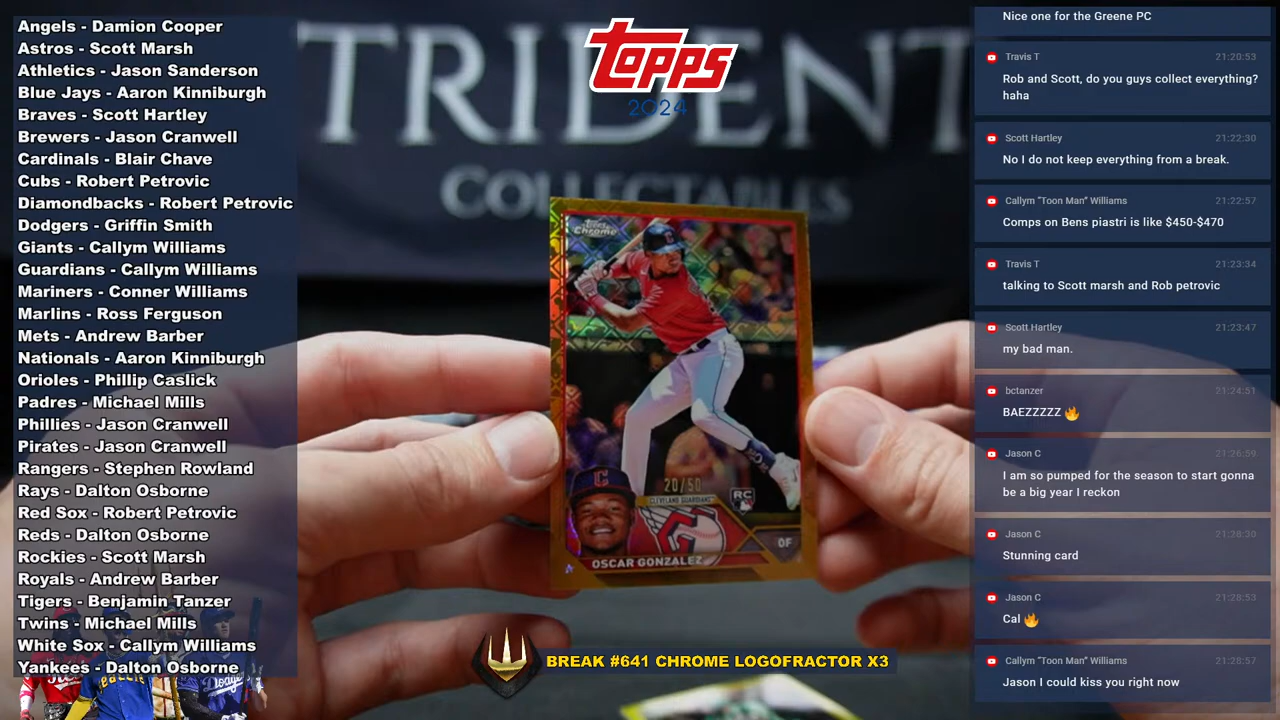 Angels - Damion Cooper
Astros - Scott Marsh
Athletics - Jason Sanderson
Blue Jays - Aaron Kinniburgh
Braves - Scott Hartley
Brewers - Jason Cranwell
Cardinals - Blair Chave
Cubs - Robert Petrovic
Diamondbacks - Robert Petrovic
Dodgers - Griffin Smith
Giants - Callym Williams
Guardians - Callym Williams
Mariners - Conner Williams
Marlins - Ross Ferguson
Mets - Andrew Barber
Nationals - Aaron Kinniburgh
Orioles - Phillip Caslick
Padres - Michael Mills
Phillies - Jason Cranwell
Pirates - Jason Cranwell
Rangers - Stephen Rowland
Rays - Dalton Osborne
Red Sox - Robert Petrovic
Reds - Dalton Osborne
Rockies - Scott Marsh
Royals - Andrew Barber
Tigers - Benjamin Tanzer
Twins - Michael Mills
White Sox - Callym Williams
Yankees - Dalton Osborne
TRIDENT
COLLECTABLES
Topps
2024
Topps
Chrome
20/50
CLEVELAND GUARDIANS
RC
OF
OSCAR GONZALEZ
BREAK #641 CHROME LOGOFRACTOR X3
Nice one for the Greene PC
Travis T 21:20:53
Rob and Scott, do you guys collect everything?
haha
Scott Hartley 21:22:30
No I do not keep everything from a break.
Callym "Toon Man" Williams 21:22:57
Comps on Bens piastri is like $450-$470
Travis T 21:23:34
talking to Scott marsh and Rob petrovic
Scott Hartley 21:23:47
my bad man.
bctanzer 21:24:51
BAEZZZZZ 🔥
Jason C 21:26:59
I am so pumped for the season to start gonna
be a big year I reckon
Jason C 21:28:30
Stunning card
Jason C 21:28:53
Cal 🔥
Callym "Toon Man" Williams 21:28:57
Jason I could kiss you right now